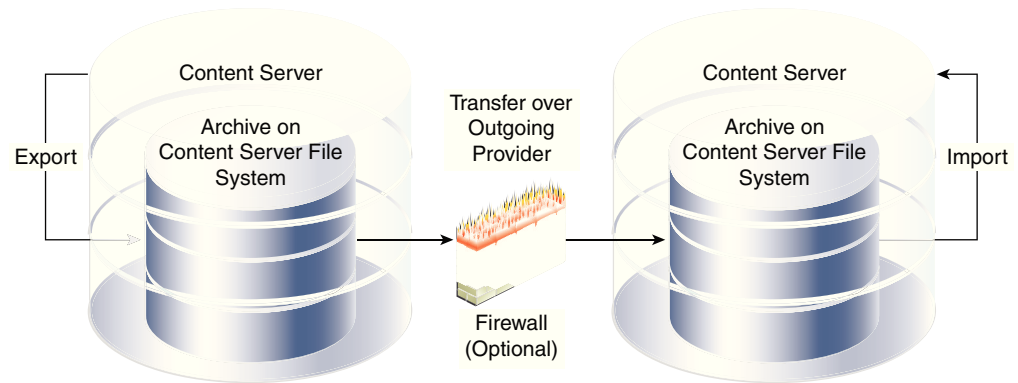 Content Server
Archive on
Content Server File
System
Export
Transfer over
Outgoing
Provider
Firewall
(Optional)
Content Server
Archive on
Content Server File
System
Import